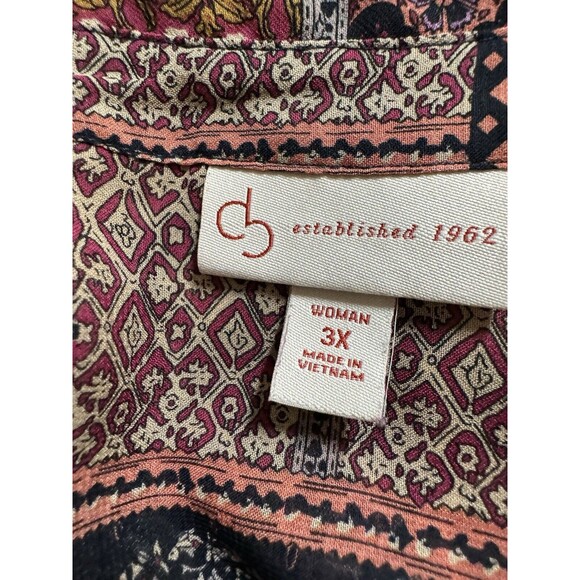 cb established 1962
WOMAN
3X
MADE IN
VIETNAM